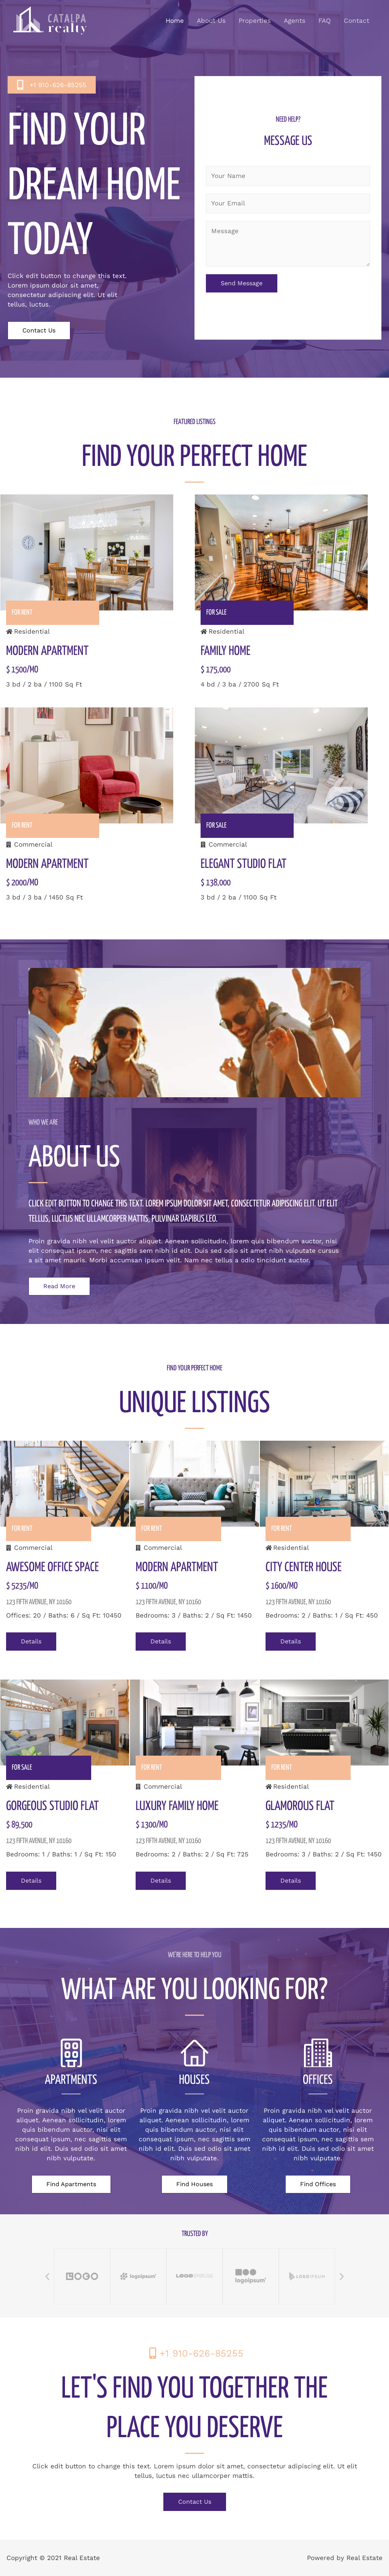 CATALPA
realty
Home About Us Properties Agents FAQ Contact
+1 910-626-85255
FIND YOUR
DREAM HOME
TODAY
Click edit button to change this text.
Lorem ipsum dolor sit amet,
consectetur adipiscing elit. Ut elit
tellus, luctus.
Contact Us
NEED HELP?
MESSAGE US
Your Name
Your Email
Message
Send Message
FEATURED LISTINGS
FIND YOUR PERFECT HOME
FOR RENT
Residential
MODERN APARTMENT
$ 1500/MO
3 bd / 2 ba / 1100 Sq Ft
FOR SALE
Residential
FAMILY HOME
$ 175,000
4 bd / 3 ba / 2700 Sq Ft
FOR RENT
Commercial
MODERN APARTMENT
$ 2000/MO
3 bd / 3 ba / 1450 Sq Ft
FOR SALE
Commercial
ELEGANT STUDIO FLAT
$ 138,000
3 bd / 2 ba / 1100 Sq Ft
WHO WE ARE
ABOUT US
CLICK EDIT BUTTON TO CHANGE THIS TEXT. LOREM IPSUM DOLOR SIT AMET, CONSECTETUR ADIPISCING ELIT. UT ELIT
TELLUS, LUCTUS NEC ULLAMCORPER MATTIS, PULVINAR DAPIBUS LEO.
Proin gravida nibh vel velit auctor aliquet. Aenean sollicitudin, lorem quis bibendum auctor, nisi
elit consequat ipsum, nec sagittis sem nibh id elit. Duis sed odio sit amet nibh vulputate cursus
a sit amet mauris. Morbi accumsan ipsum velit. Nam nec tellus a odio tincidunt auctor.
Read More
FIND YOUR PERFECT HOME
UNIQUE LISTINGS
FOR RENT
Commercial
AWESOME OFFICE SPACE
$ 5235/MO
123 FIFTH AVENUE, NY 10160
Offices: 20 / Baths: 6 / Sq Ft: 10450
Details
FOR RENT
Commercial
MODERN APARTMENT
$ 1100/MO
123 FIFTH AVENUE, NY 10160
Bedrooms: 3 / Baths: 2 / Sq Ft: 1450
Details
FOR RENT
Residential
CITY CENTER HOUSE
$ 1600/MO
123 FIFTH AVENUE, NY 10160
Bedrooms: 2 / Baths: 1 / Sq Ft: 450
Details
FOR SALE
Residential
GORGEOUS STUDIO FLAT
$ 89,500
123 FIFTH AVENUE, NY 10160
Bedrooms: 1 / Baths: 1 / Sq Ft: 150
Details
FOR RENT
Commercial
LUXURY FAMILY HOME
$ 1300/MO
123 FIFTH AVENUE, NY 10160
Bedrooms: 2 / Baths: 2 / Sq Ft: 725
Details
FOR RENT
Residential
GLAMOROUS FLAT
$ 1235/MO
123 FIFTH AVENUE, NY 10160
Bedrooms: 3 / Baths: 2 / Sq Ft: 1450
Details
WE'RE HERE TO HELP YOU
WHAT ARE YOU LOOKING FOR?
APARTMENTS
Proin gravida nibh vel velit auctor
aliquet. Aenean sollicitudin, lorem
quis bibendum auctor, nisi elit
consequat ipsum, nec sagittis sem
nibh id elit. Duis sed odio sit amet
nibh vulputate.
Find Apartments
HOUSES
Proin gravida nibh vel velit auctor
aliquet. Aenean sollicitudin, lorem
quis bibendum auctor, nisi elit
consequat ipsum, nec sagittis sem
nibh id elit. Duis sed odio sit amet
nibh vulputate.
Find Houses
OFFICES
Proin gravida nibh vel velit auctor
aliquet. Aenean sollicitudin, lorem
quis bibendum auctor, nisi elit
consequat ipsum, nec sagittis sem
nibh id elit. Duis sed odio sit amet
nibh vulputate.
Find Offices
TRUSTED BY
LOGO
logoipsum
logoipsum
LOGOIPSUM
+1 910-626-85255
LET'S FIND YOU TOGETHER THE
PLACE YOU DESERVE
Click edit button to change this text. Lorem ipsum dolor sit amet, consectetur adipiscing elit. Ut elit
tellus, luctus nec ullamcorper mattis.
Contact Us
Copyright © 2021 Real Estate
Powered by Real Estate